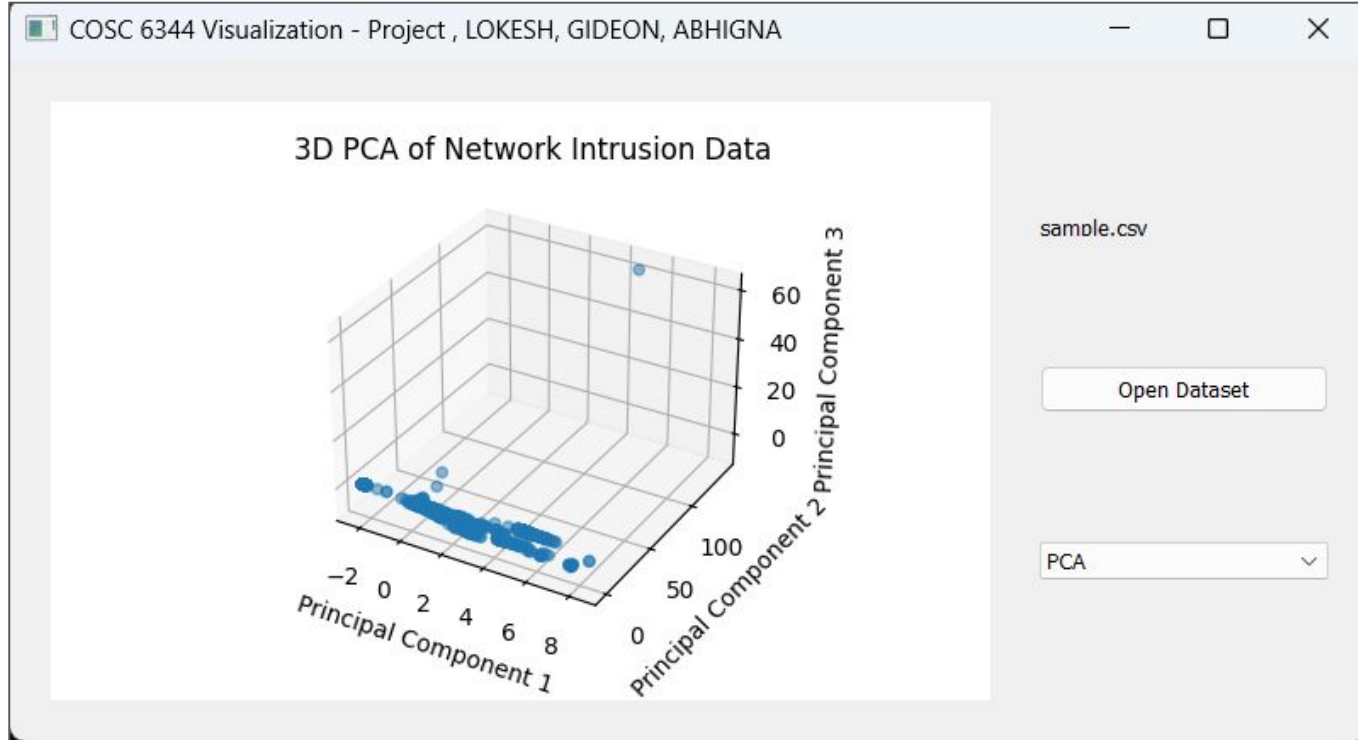 COSC 6344 Visualization - Project , LOKESH, GIDEON, ABHIGNA
3D PCA of Network Intrusion Data
60
40
20
0
Principal Component 3
−2
0
2
4
6
8
Principal Component 1
0
50
100
Principal Component 2
sample.csv
Open Dataset
PCA